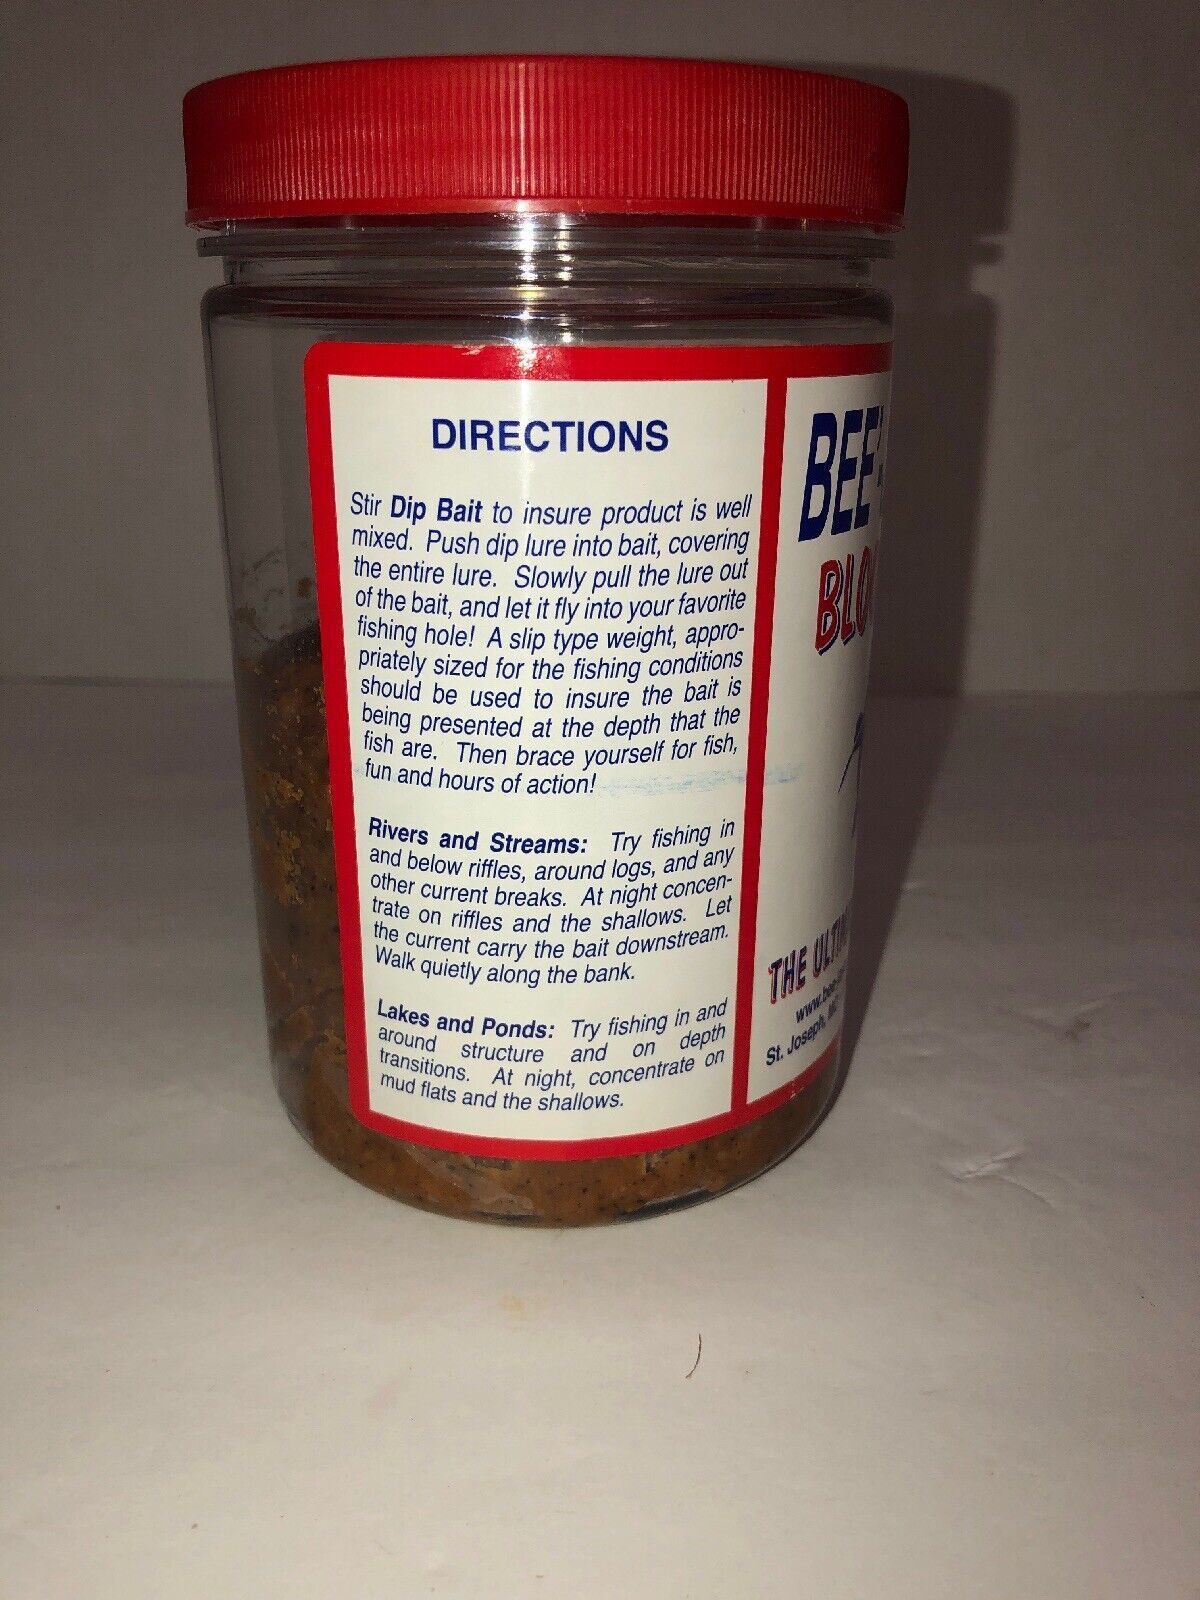 DIRECTIONS
Stir Dip Bait to insure product is well
mixed. Push dip lure into bait, covering
the entire lure. Slowly pull the lure out
of the bait, and let it fly into your favorite
fishing hole! A slip type weight, appro-
priately sized for the fishing conditions
should be used to insure the bait is
being presented at the depth that the
fish are. Then brace yourself for fish,
fun and hours of action!
Rivers and Streams: Try fishing in
and below riffles, around logs, and any
other current breaks. At night concen-
trate on riffles and the shallows. Let
the current carry the bait downstream.
Walk quietly along the bank.
Lakes and Ponds: Try fishing in and
around structure and on depth
transitions. At night, concentrate on
mud flats and the shallows.
BEE'
BLO
THE
St. Joseph,